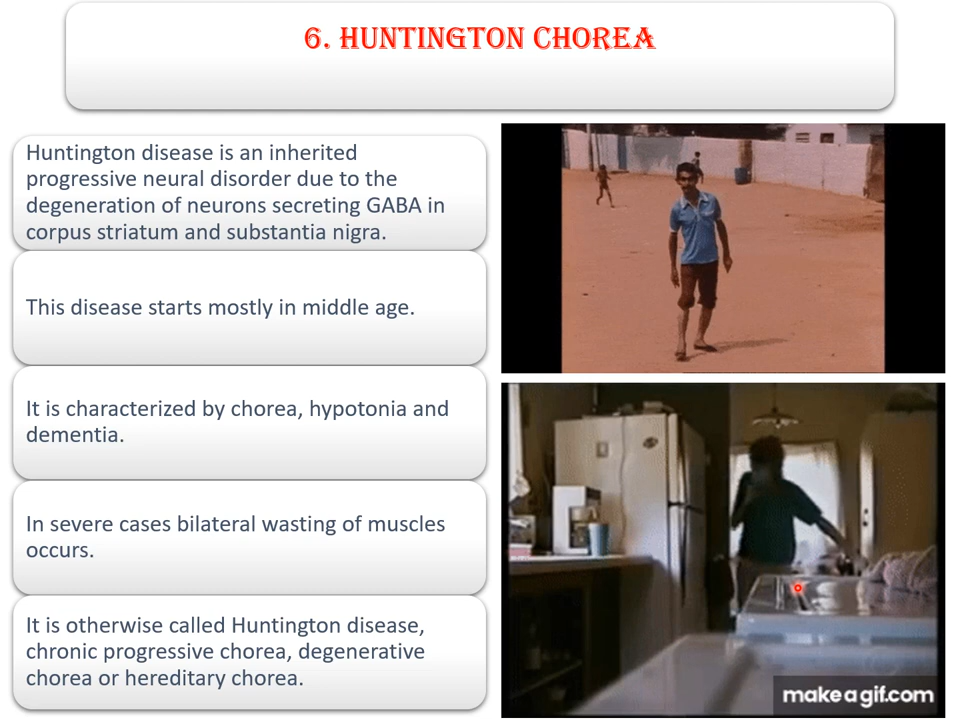 6. HUNTINGTON CHOREA
Huntington disease is an inherited
progressive neural disorder due to the
degeneration of neurons secreting GABA in
corpus striatum and substantia nigra.
This disease starts mostly in middle age.
It is characterized by chorea, hypotonia and
dementia.
In severe cases bilateral wasting of muscles
occurs.
It is otherwise called Huntington disease,
chronic progressive chorea, degenerative
chorea or hereditary chorea.
makeagif.com